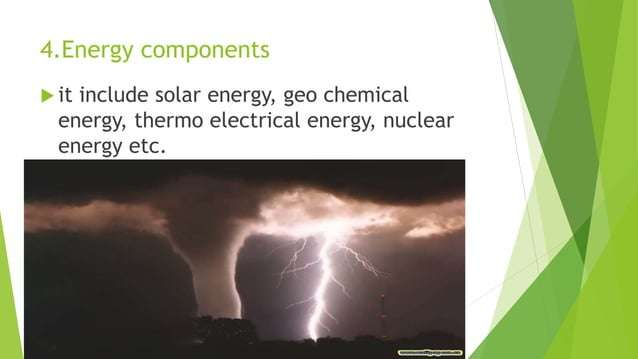 4.Energy components
it include solar energy, geo chemical
energy, thermo electrical energy, nuclear
energy etc.